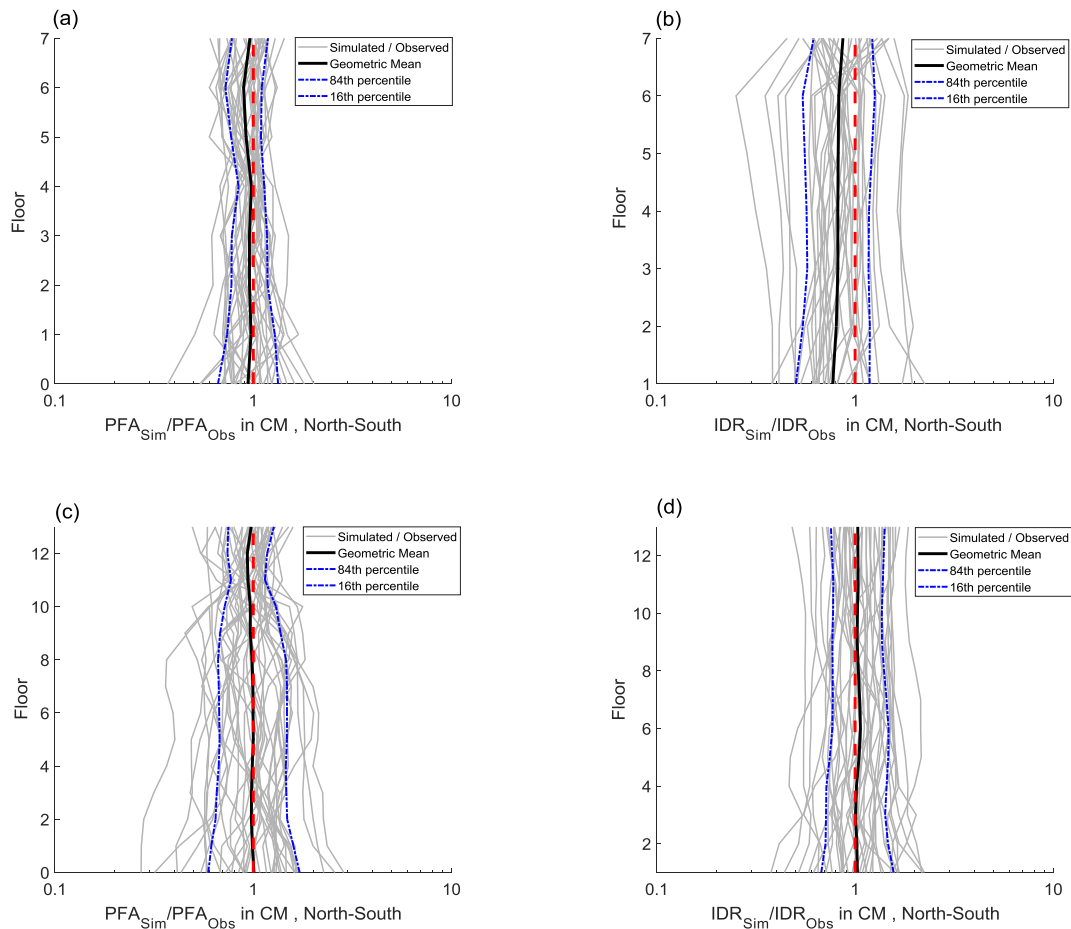 (a)
7
6
5
4
3
2
1
0
Floor
0.1
1
10
PFA_Sim/PFA_Obs in CM , North-South
Simulated / Observed
Geometric Mean
84th percentile
16th percentile
(b)
7
6
5
4
3
2
1
Floor
0.1
1
10
IDR_Sim/IDR_Obs in CM, North-South
Simulated / Observed
Geometric Mean
84th percentile
16th percentile
(c)
12
10
8
6
4
2
0
Floor
0.1
1
10
PFA_Sim/PFA_Obs in CM , North-South
Simulated / Observed
Geometric Mean
84th percentile
16th percentile
(d)
12
10
8
6
4
2
Floor
0.1
1
10
IDR_Sim/IDR_Obs in CM , North-South
Simulated / Observed
Geometric Mean
84th percentile
16th percentile